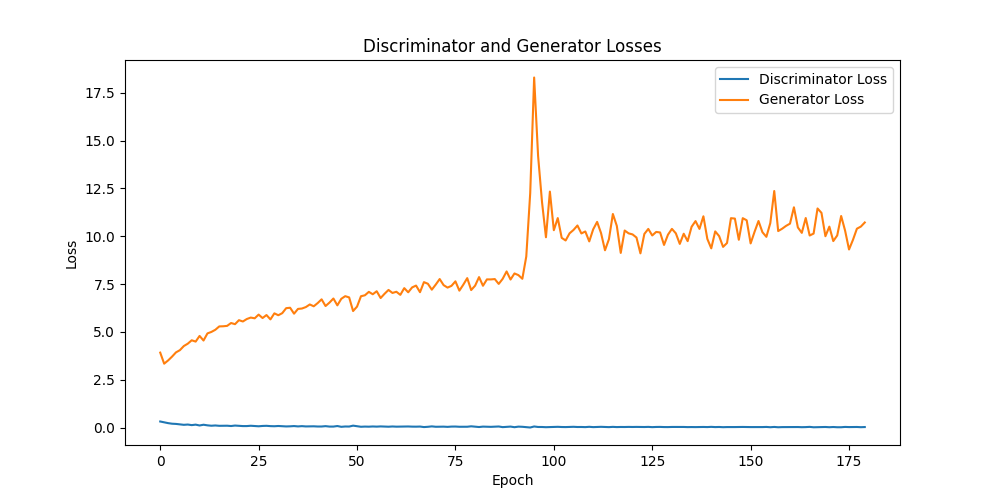 Discriminator and Generator Losses
Discriminator Loss
Generator Loss
17.5
15.0
12.5
10.0
7.5
5.0
2.5
0.0
Loss
0 25 50 75 100 125 150 175
Epoch